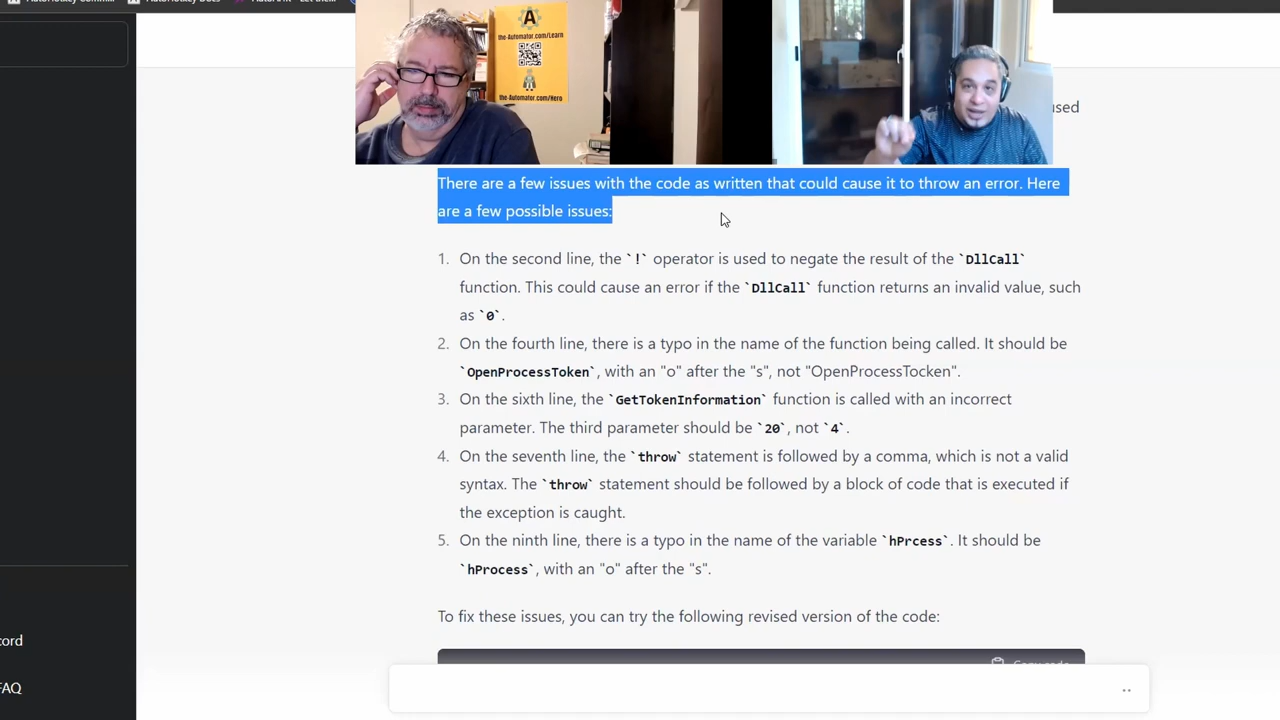 the-Automator.com/Learn
the-Automator.com/Hero
used
There are a few issues with the code as written that could cause it to throw an error. Here
are a few possible issues:
1. On the second line, the `!` operator is used to negate the result of the `DllCall`
function. This could cause an error if the `DllCall` function returns an invalid value, such
as `0`.
2. On the fourth line, there is a typo in the name of the function being called. It should be
`OpenProcessToken`, with an "o" after the "s", not "OpenProcessTocken".
3. On the sixth line, the `GetTokenInformation` function is called with an incorrect
parameter. The third parameter should be `20`, not `4`.
4. On the seventh line, the `throw` statement is followed by a comma, which is not a valid
syntax. The `throw` statement should be followed by a block of code that is executed if
the exception is caught.
5. On the ninth line, there is a typo in the name of the variable `hPrcess`. It should be
`hProcess`, with an "o" after the "s".
To fix these issues, you can try the following revised version of the code:
Copy code
cord
FAQ